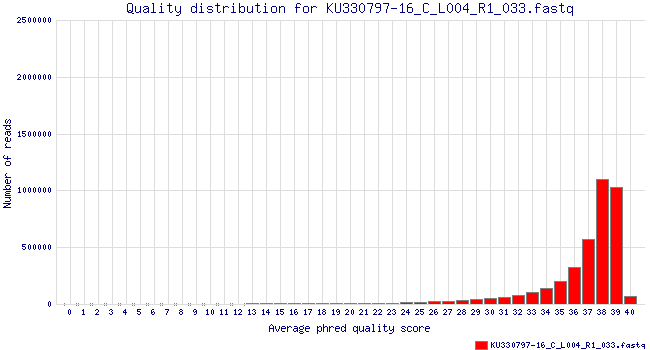 Quality distribution for KU330797-16_C_L004_R1_033.fastq
2500000
2000000
1500000
1000000
500000
0
Number of reads
0 1 2 3 4 5 6 7 8 9 10 11 12 13 14 15 16 17 18 19 20 21 22 23 24 25 26 27 28 29 30 31 32 33 34 35 36 37 38 39 40
Average phred quality score
KU330797-16_C_L004_R1_033.fastq